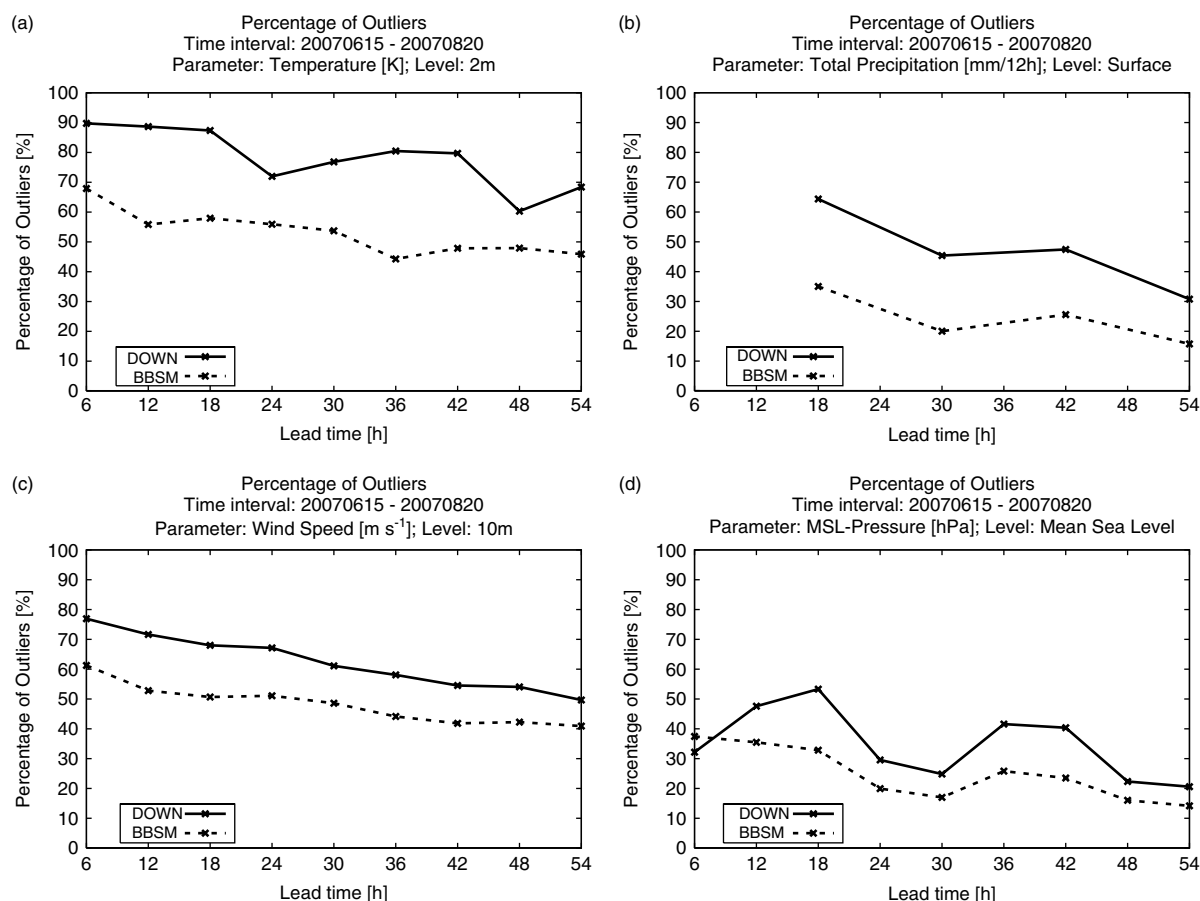 (a)
Percentage of Outliers
Time interval: 20070615 - 20070820
Parameter: Temperature [K]; Level: 2m
Percentage of Outliers [%]
100
90
80
70
60
50
40
30
20
10
0
DOWN
BBSM
6 12 18 24 30 36 42 48 54
Lead time [h]
(b)
Percentage of Outliers
Time interval: 20070615 - 20070820
Parameter: Total Precipitation [mm/12h]; Level: Surface
Percentage of Outliers [%]
100
90
80
70
60
50
40
30
20
10
0
DOWN
BBSM
6 12 18 24 30 36 42 48 54
Lead time [h]
(c)
Percentage of Outliers
Time interval: 20070615 - 20070820
Parameter: Wind Speed [m s⁻¹]; Level: 10m
Percentage of Outliers [%]
100
90
80
70
60
50
40
30
20
10
0
DOWN
BBSM
6 12 18 24 30 36 42 48 54
Lead time [h]
(d)
Percentage of Outliers
Time interval: 20070615 - 20070820
Parameter: MSL-Pressure [hPa]; Level: Mean Sea Level
Percentage of Outliers [%]
100
90
80
70
60
50
40
30
20
10
0
DOWN
BBSM
6 12 18 24 30 36 42 48 54
Lead time [h]